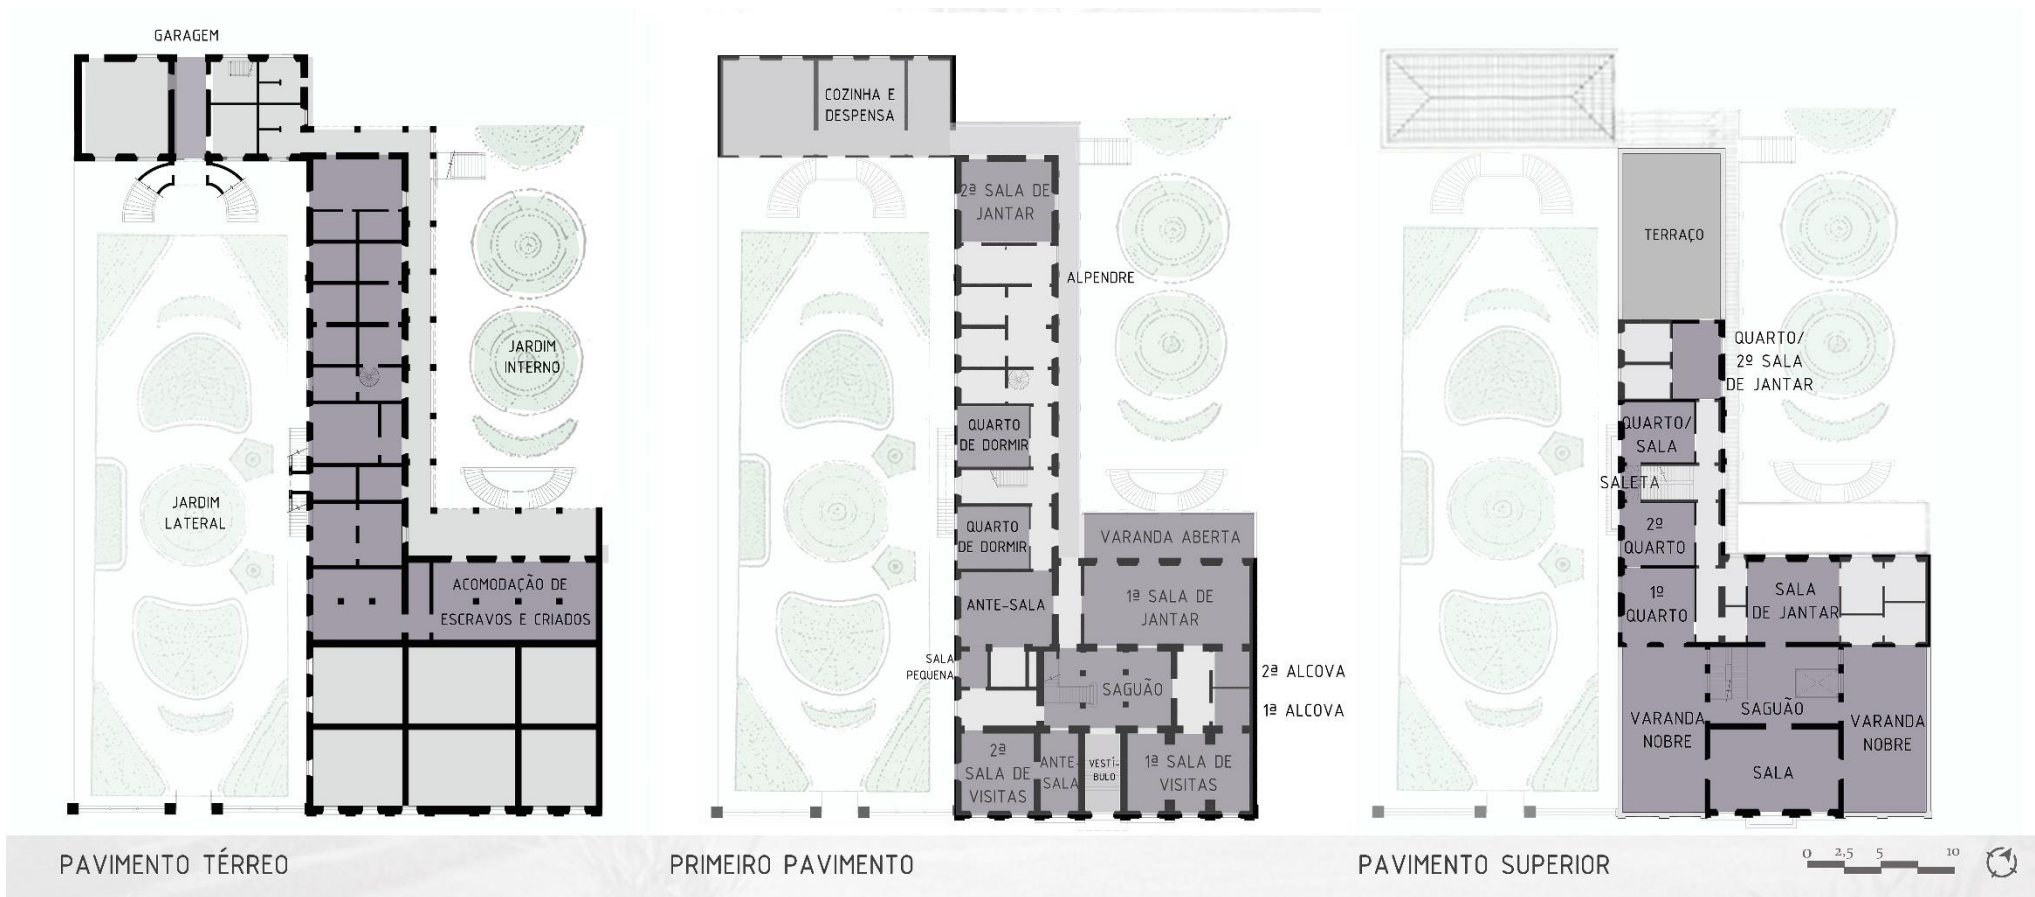 GARAGEM
JARDIM
INTERNO
JARDIM
LATERAL
ACOMODAÇÃO DE
ESCRAVOS E CRIADOS
PAVIMENTO TÉRREO
COZINHA E
DESPENSA
2ª SALA DE
JANTAR
ALPENDRE
QUARTO
DE DORMIR
QUARTO
DE DORMIR
VARANDA ABERTA
ANTE-SALA
1ª SALA DE
JANTAR
SALA
PEQUENA
SAGUÃO
2ª ALCOVA
1ª ALCOVA
2ª
SALA DE
VISITAS
ANTE-
SALA
VESTÍ-
BULO
1ª SALA DE
VISITAS
PRIMEIRO PAVIMENTO
TERRAÇO
QUARTO/
2º SALA
DE JANTAR
QUARTO/
SALA
SALETA
2º
QUARTO
1º
QUARTO
SALA
DE JANTAR
VARANDA
NOBRE
SAGUÃO
VARANDA
NOBRE
SALA
PAVIMENTO SUPERIOR
0 2,5 5 10